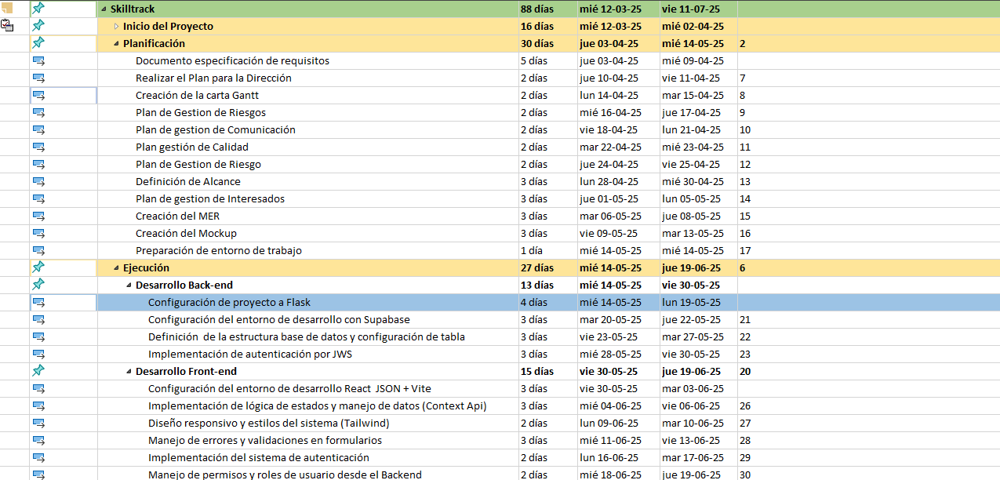 Skilltrack 88 días mié 12-03-25 vie 11-07-25
Inicio del Proyecto 16 días mié 12-03-25 mié 02-04-25
Planificación 30 días jue 03-04-25 mié 14-05-25 2
Documento especificación de requisitos 5 días jue 03-04-25 mié 09-04-25
Realizar el Plan para la Dirección 2 días jue 10-04-25 vie 11-04-25 7
Creación de la carta Gantt 2 días lun 14-04-25 mar 15-04-25 8
Plan de Gestion de Riesgos 2 días mié 16-04-25 jue 17-04-25 9
Plan de gestion de Comunicación 2 días vie 18-04-25 lun 21-04-25 10
Plan gestión de Calidad 2 días mar 22-04-25 mié 23-04-25 11
Plan de Gestion de Riesgo 2 días jue 24-04-25 vie 25-04-25 12
Definición de Alcance 3 días lun 28-04-25 mié 30-04-25 13
Plan de gestion de Interesados 3 días jue 01-05-25 lun 05-05-25 14
Creación del MER 3 días mar 06-05-25 jue 08-05-25 15
Creación del Mockup 3 días vie 09-05-25 mar 13-05-25 16
Preparación de entorno de trabajo 1 día mié 14-05-25 mié 14-05-25 17
Ejecución 27 días mié 14-05-25 jue 19-06-25 6
Desarrollo Back-end 13 días mié 14-05-25 vie 30-05-25
Configuración de proyecto a Flask 4 días mié 14-05-25 lun 19-05-25
Configuración del entorno de desarrollo con Supabase 3 días mar 20-05-25 jue 22-05-25 21
Definición de la estructura base de datos y configuración de tabla 3 días vie 23-05-25 mar 27-05-25 22
Implementación de autenticación por JWS 3 días mié 28-05-25 vie 30-05-25 23
Desarrollo Front-end 15 días vie 30-05-25 jue 19-06-25 20
Configuración del entorno de desarrollo React JSON + Vite 3 días vie 30-05-25 mar 03-06-25
Implementación de lógica de estados y manejo de datos (Context Api) 3 días mié 04-06-25 vie 06-06-25 26
Diseño responsivo y estilos del sistema (Tailwind) 2 días lun 09-06-25 mar 10-06-25 27
Manejo de errores y validaciones en formularios 3 días mié 11-06-25 vie 13-06-25 28
Implementación del sistema de autenticación 2 días lun 16-06-25 mar 17-06-25 29
Manejo de permisos y roles de usuario desde el Backend 2 días mié 18-06-25 jue 19-06-25 30